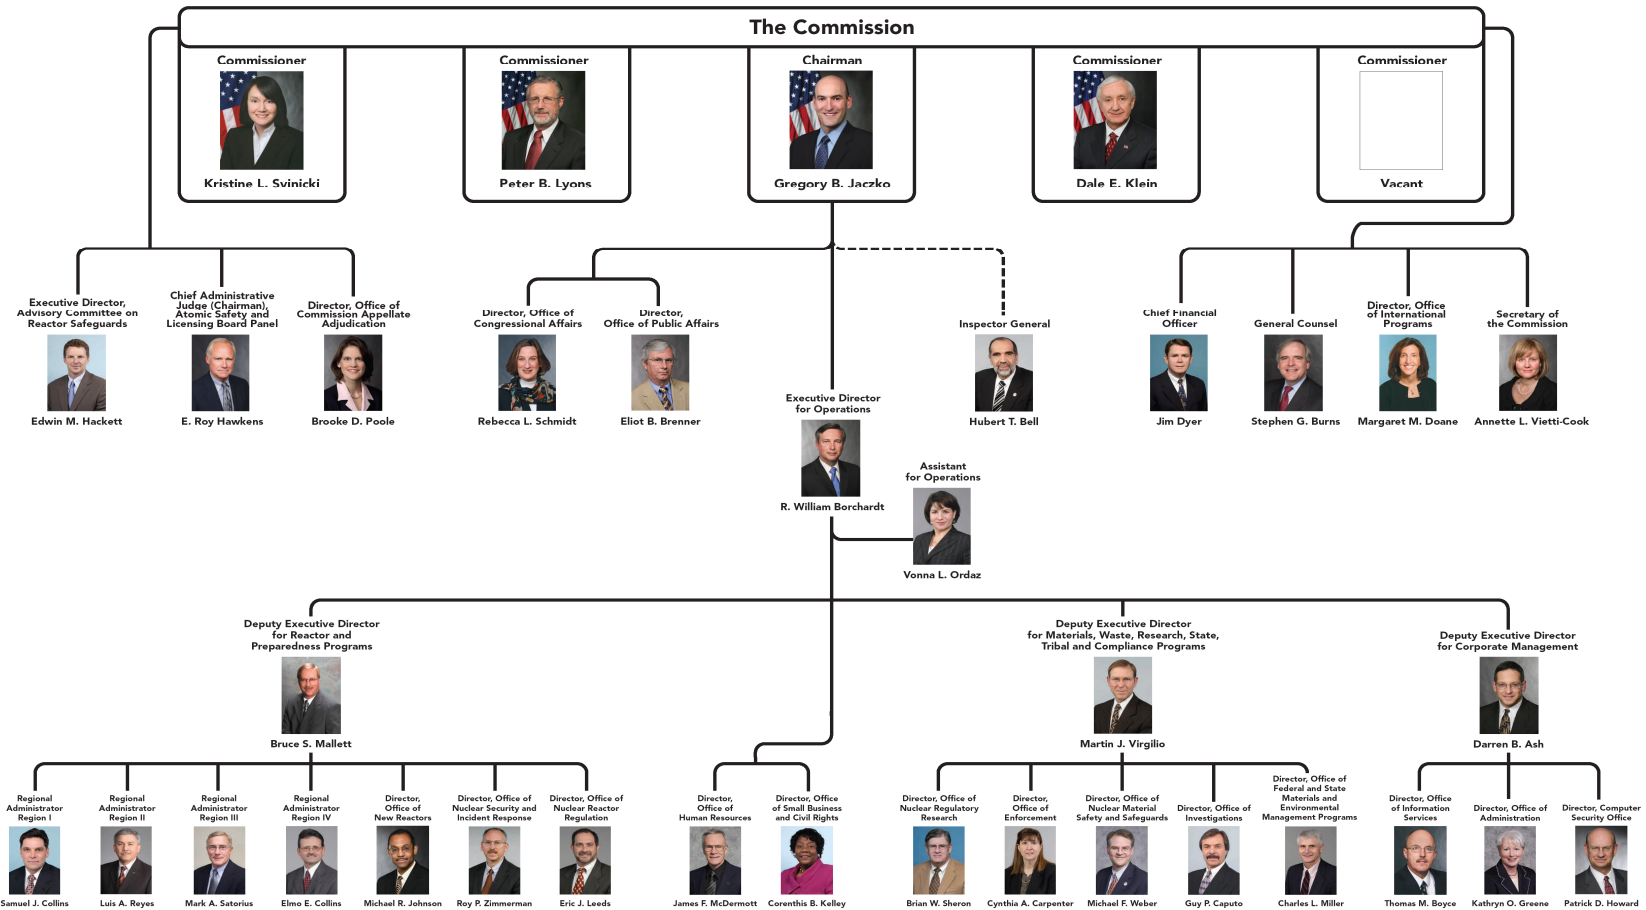 The Commission
Commissioner
Kristine L. Svinicki
Commissioner
Peter B. Lyons
Chairman
Gregory B. Jaczko
Commissioner
Dale E. Klein
Commissioner
Vacant
Executive Director,
Advisory Committee on
Reactor Safeguards
Edwin M. Hackett
Chief Administrative
Judge (Chairman),
Atomic Safety and
Licensing Board Panel
E. Roy Hawkens
Director, Office of
Commission Appellate
Adjudication
Brooke D. Poole
Director, Office of
Congressional Affairs
Rebecca L. Schmidt
Director,
Office of Public Affairs
Eliot B. Brenner
Inspector General
Hubert T. Bell
Chief Financial
Officer
Jim Dyer
General Counsel
Stephen G. Burns
Director, Office
of International
Programs
Margaret M. Doane
Secretary of
the Commission
Annette L. Vietti-Cook
Executive Director
for Operations
R. William Borchardt
Assistant
for Operations
Vonna L. Ordaz
Deputy Executive Director
for Reactor and
Preparedness Programs
Bruce S. Mallett
Deputy Executive Director
for Materials, Waste, Research, State,
Tribal and Compliance Programs
Martin J. Virgilio
Deputy Executive Director
for Corporate Management
Darren B. Ash
Regional
Administrator
Region I
Samuel J. Collins
Regional
Administrator
Region II
Luis A. Reyes
Regional
Administrator
Region III
Mark A. Satorius
Regional
Administrator
Region IV
Elmo E. Collins
Director,
Office of
New Reactors
Michael R. Johnson
Director, Office of
Nuclear Security and
Incident Response
Roy P. Zimmerman
Director, Office of
Nuclear Reactor
Regulation
Eric J. Leeds
Director,
Office of
Human Resources
James F. McDermott
Director, Office
of Small Business
and Civil Rights
Corenthis B. Kelley
Director, Office of
Nuclear Regulatory
Research
Brian W. Sheron
Director,
Office of
Enforcement
Cynthia A. Carpenter
Director, Office of
Nuclear Material
Safety and Safeguards
Michael F. Weber
Director, Office of
Investigations
Guy P. Caputo
Director, Office of
Federal and State
Materials and
Environmental
Management Programs
Charles L. Miller
Director, Office
of Information
Services
Thomas M. Boyce
Director, Office of
Administration
Kathryn O. Greene
Director, Computer
Security Office
Patrick D. Howard